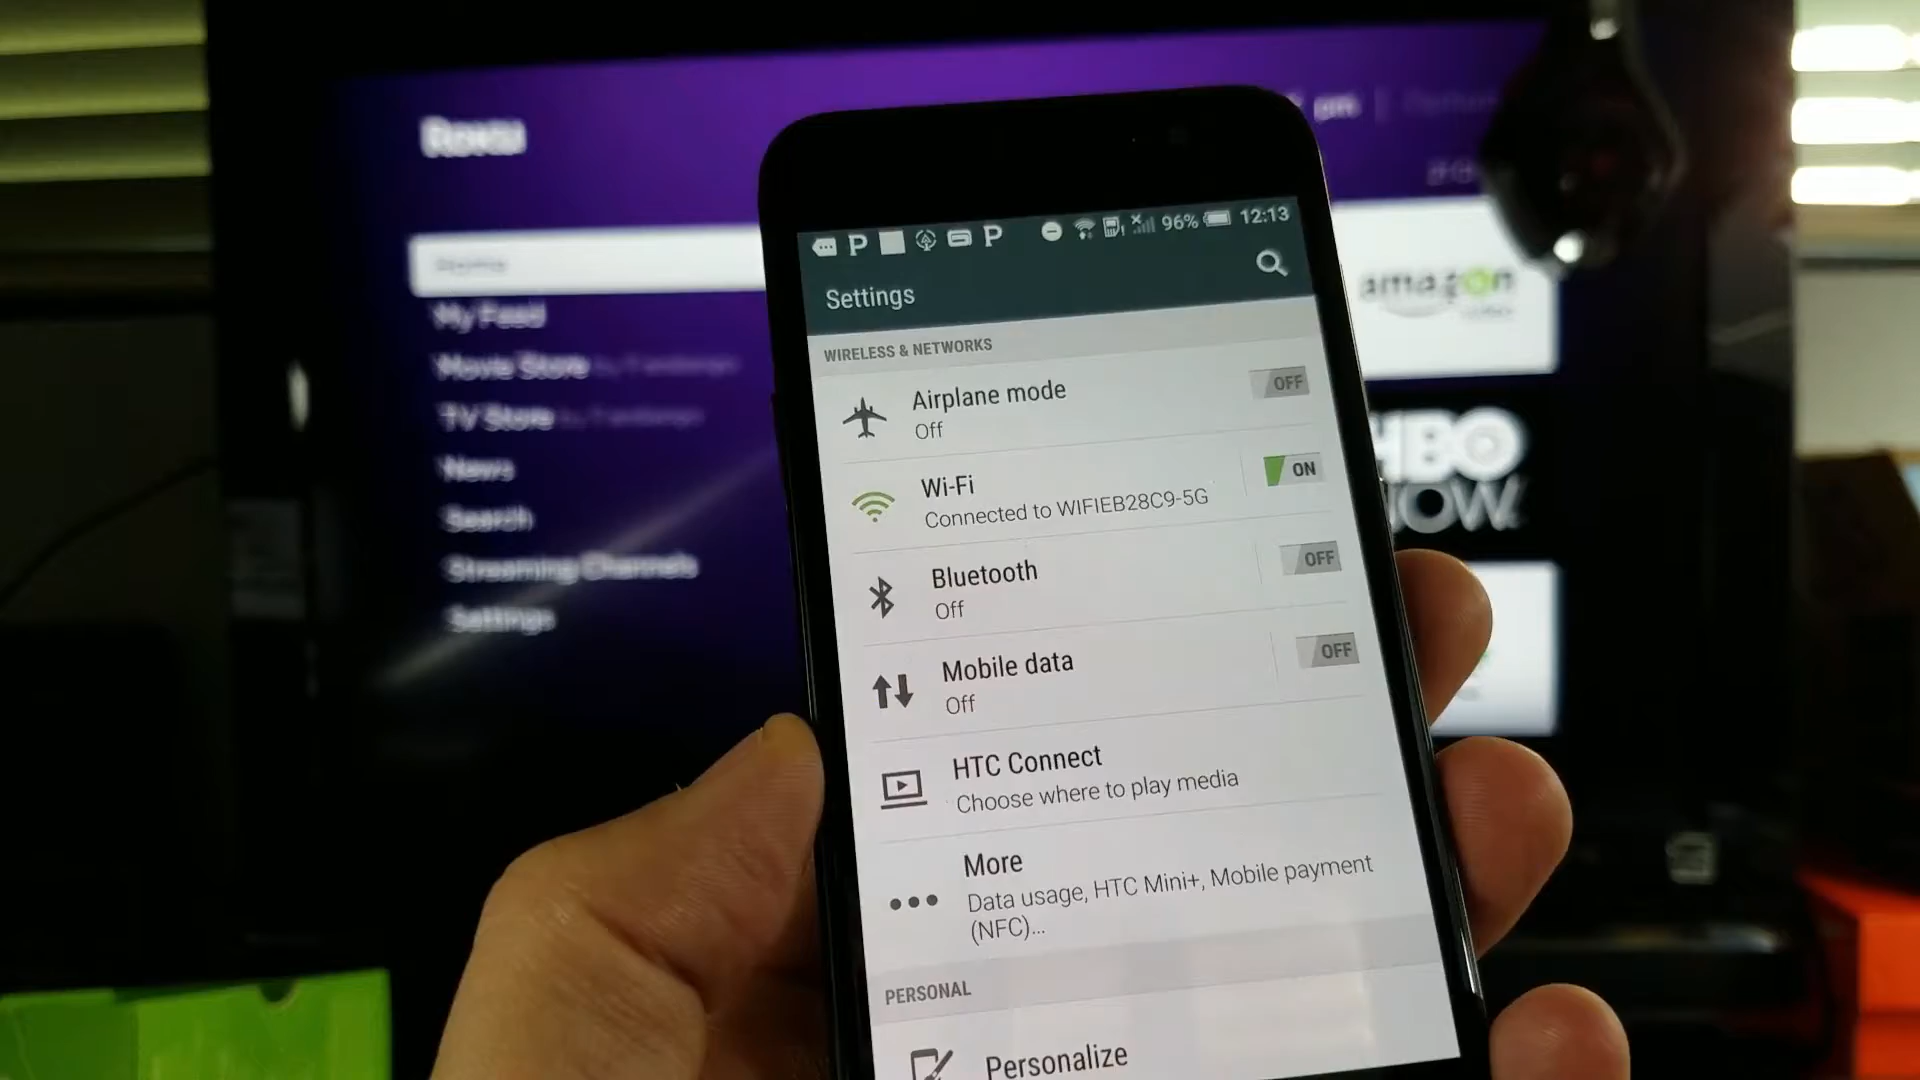 Roku
pm
Home
My Feed
Movie Store
TV Store
News
Search
Streaming Channels
Settings
amazon
HBO
NOW
P P 96% 12:13
Settings
WIRELESS & NETWORKS
Airplane mode
Off
OFF
Wi-Fi
Connected to WIFIEB28C9-5G
ON
Bluetooth
Off
OFF
Mobile data
Off
OFF
HTC Connect
Choose where to play media
More
Data usage, HTC Mini+, Mobile payment
(NFC)...
PERSONAL
Personalize